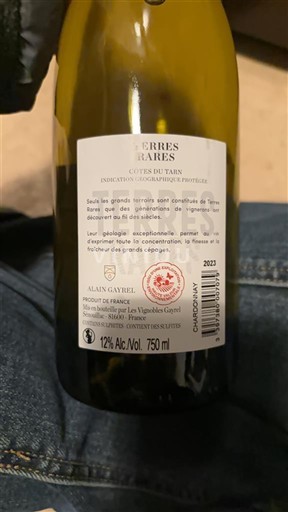 TERRES
RARES
CÔTES DU TARN
INDICATION GÉOGRAPHIQUE PROTÉGÉE
Seuls les grands terroirs sont constitués de Terres
Rares que des générations de vignerons ont
découvert au fil des siècles.
Leur géologie exceptionnelle permet au vin
d'exprimer toute la concentration, la finesse et la
fraîcheur des grands cépages.
ALAIN GAYREL
PRODUIT DE FRANCE
Mis en bouteille par Les Vignobles Gayrel
81600 - France
CONTAINS SULPHITES - CONTIENT DES SULFITES
12% Alc./Vol. 750 ml
2023
CHARDONNAY